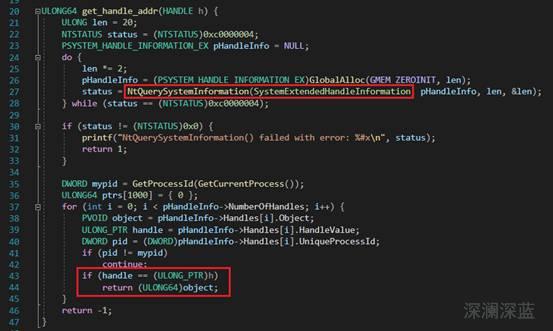 20 ULONG64 get_handle_addr(HANDLE h) {
21 ULONG len = 20;
22 NTSTATUS status = (NTSTATUS)0xc0000004;
23 PSYSTEM_HANDLE_INFORMATION_EX pHandleInfo = NULL;
24 do {
25 len *= 2;
26 pHandleInfo = (PSYSTEM_HANDLE_INFORMATION_EX)GlobalAlloc(GMEM_ZEROINIT, len);
27 status = NtQuerySystemInformation(SystemExtendedHandleInformation pHandleInfo, len, &len);
28 } while (status == (NTSTATUS)0xc0000004);
30 if (status != (NTSTATUS)0x0) {
31 printf("NtQuerySystemInformation() failed with error: %#x\n", status);
32 return 1;
33 }
35 DWORD mypid = GetProcessId(GetCurrentProcess());
36 ULONG64 ptrs[1000] = { 0 };
37 for (int i = 0; i < pHandleInfo->NumberOfHandles; i++) {
38 PVOID object = pHandleInfo->Handles[i].Object;
39 ULONG_PTR handle = pHandleInfo->Handles[i].HandleValue;
40 DWORD pid = (DWORD)pHandleInfo->Handles[i].UniqueProcessId;
41 if (pid != mypid)
42 continue;
43 if (handle == (ULONG_PTR)h)
44 return (ULONG64)object;
45 }
46 return -1;
47 }
深澜深蓝